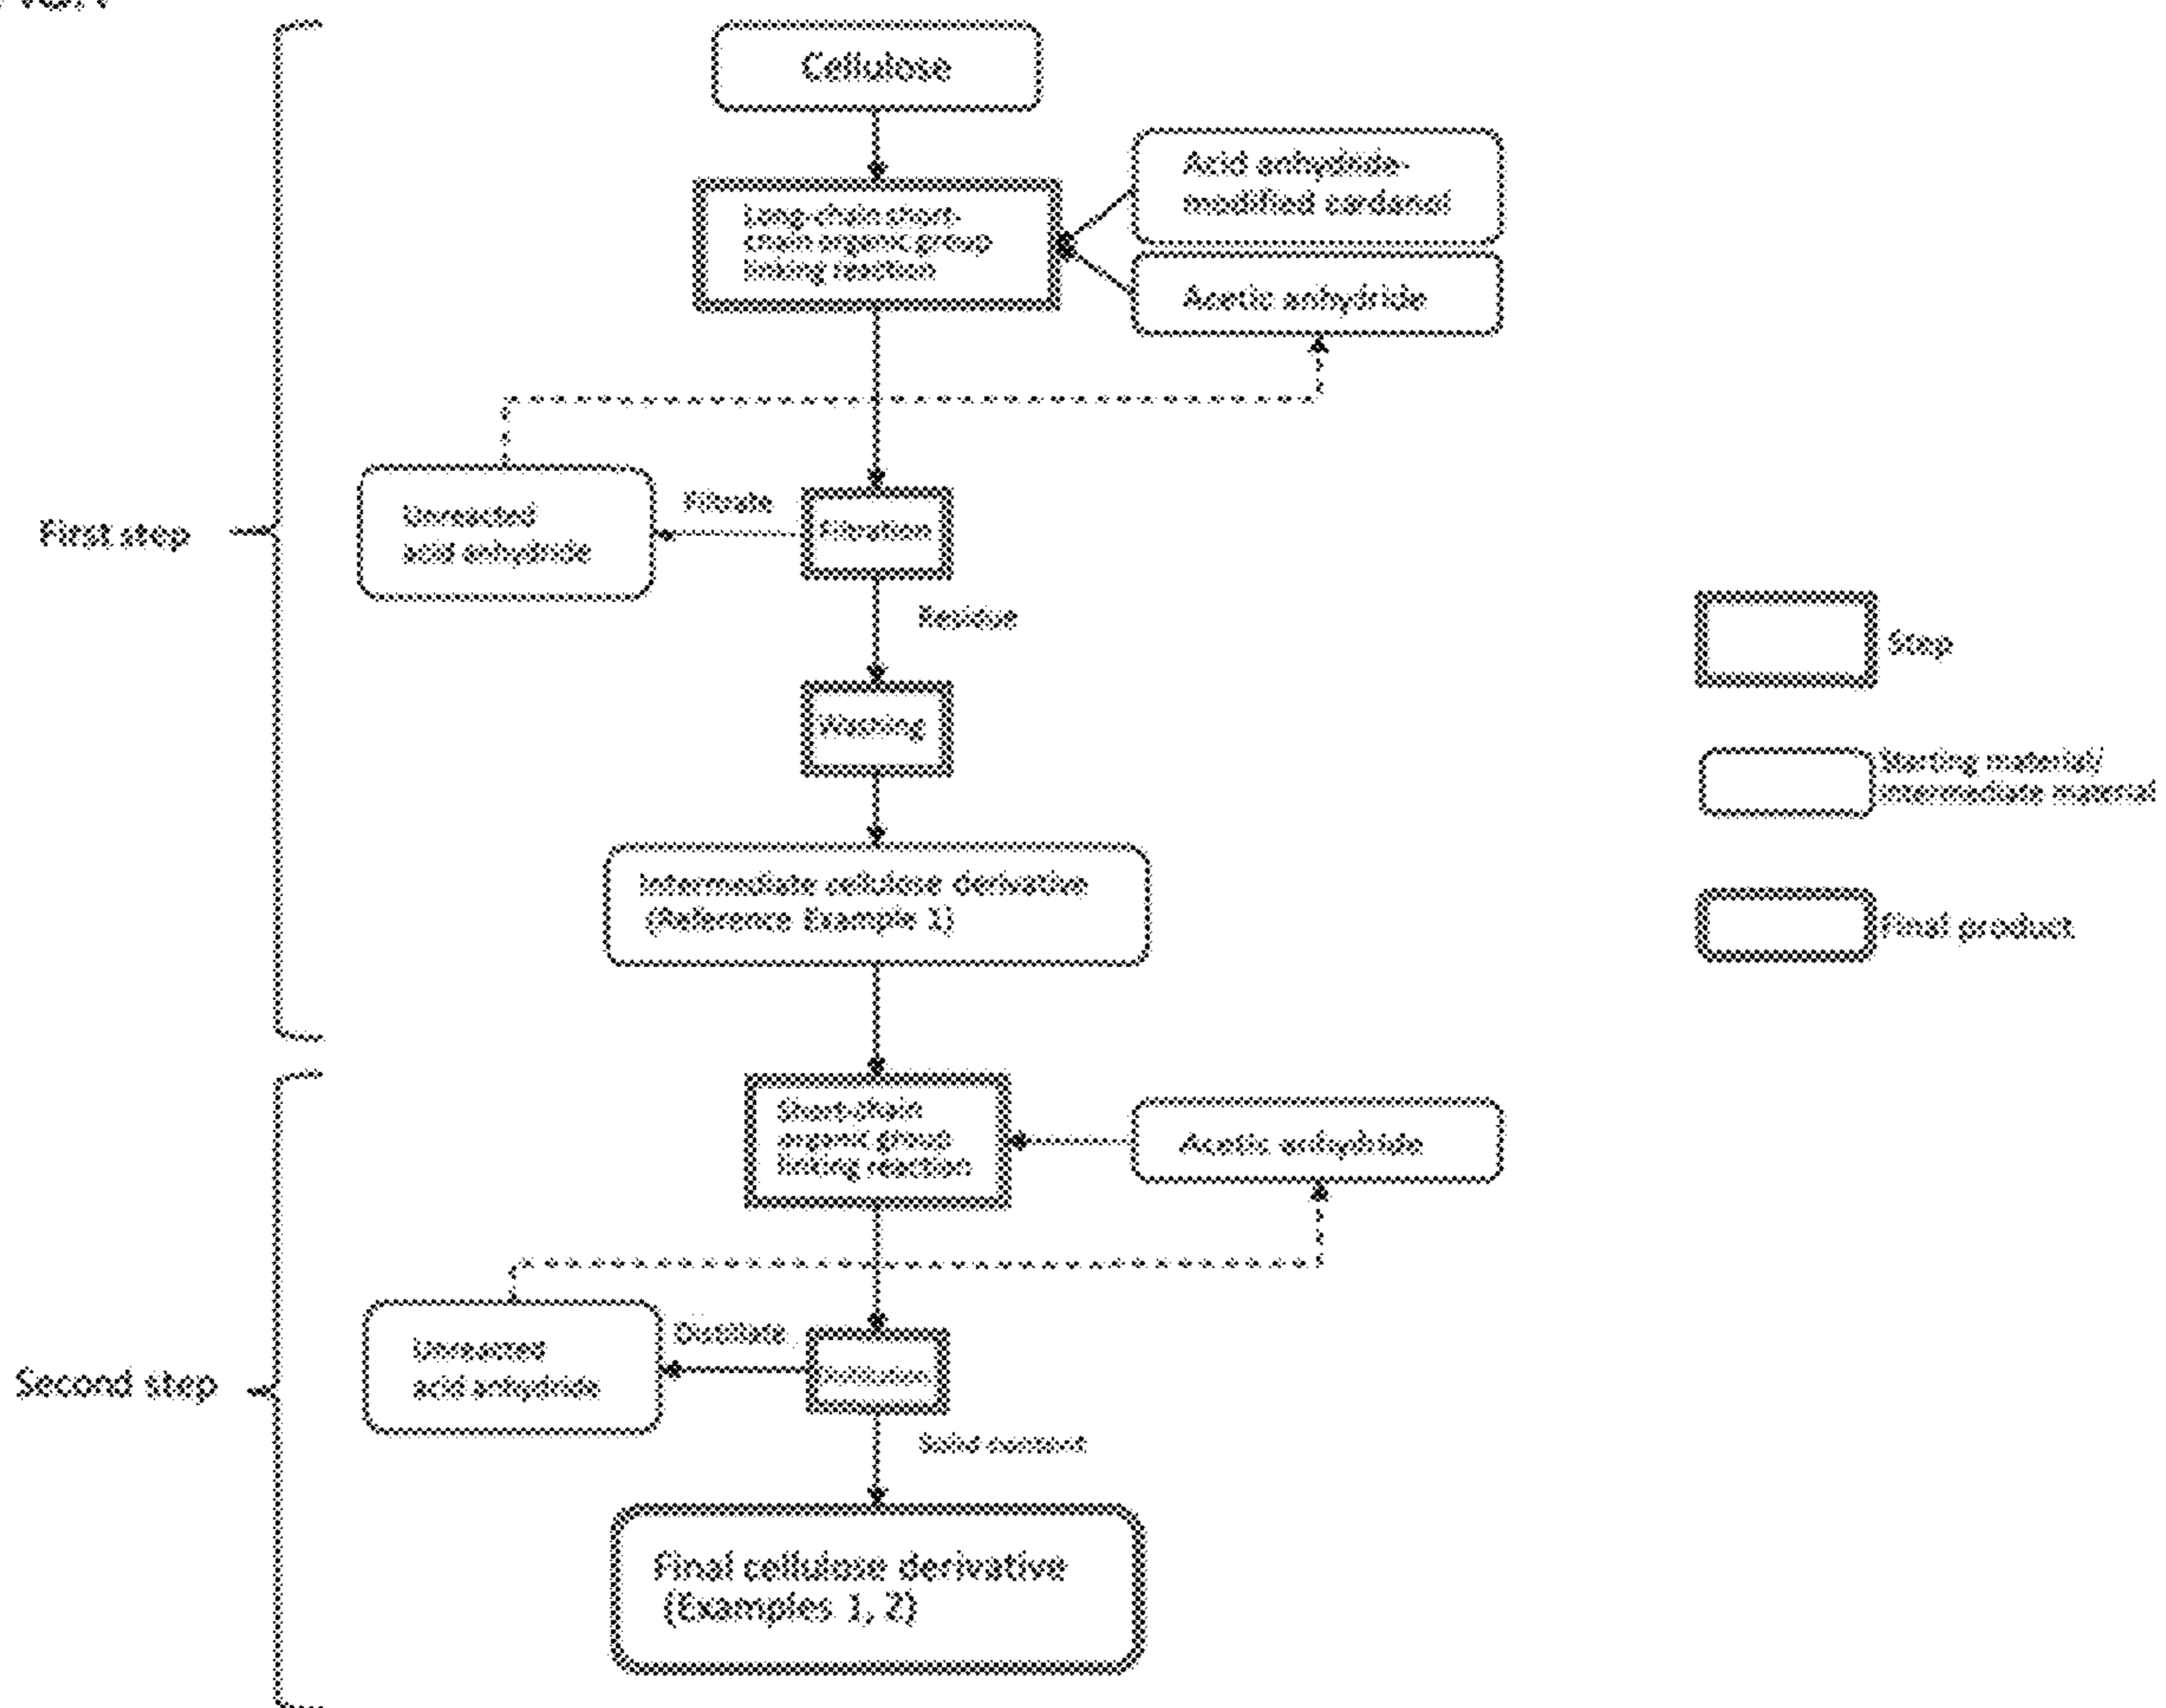 Cellulose
Acid anhydride-
modified cardanol
Long-chain short-
chain organic group
linking reaction
Acetic anhydride
Unreacted
acid anhydride
Filtrate
Filtration
First step
Residue
Step
Washing
Starting material/
intermediate material
Intermediate cellulose derivative
(Reference Example 1)
Final product
Short-chain
organic group
linking reaction
Acetic anhydride
Unreacted
acid anhydride
Distillate
Distillation
Second step
Solid content
Final cellulose derivative
(Examples 1, 2)